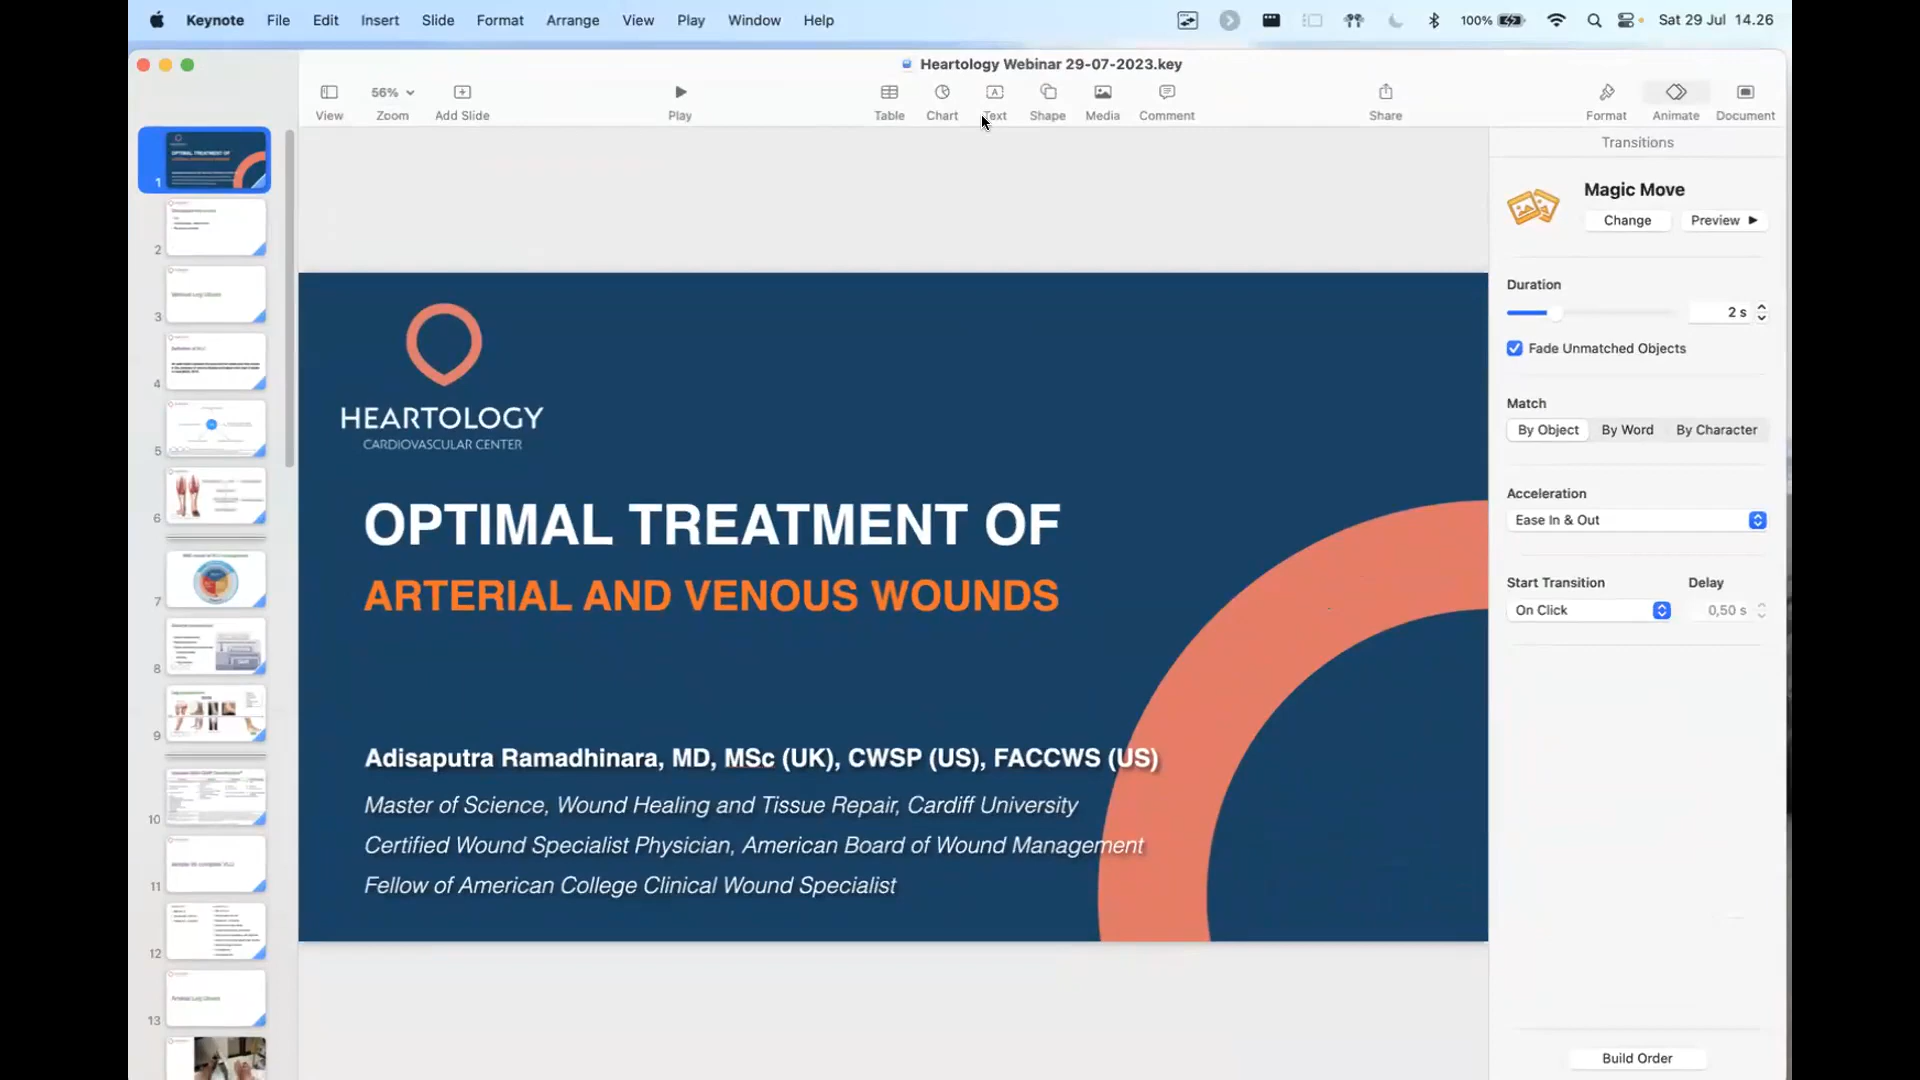 Keynote File Edit Insert Slide Format Arrange View Play Window Help 100% Sat 29 Jul 14.26
Heartology Webinar 29-07-2023.key
56%
View Zoom Add Slide Play Table Chart Text Shape Media Comment Share Format Animate Document
Transitions
Magic Move
Change Preview
Duration
2 s
Fade Unmatched Objects
Match
By Object By Word By Character
Acceleration
Ease In & Out
Start Transition Delay
On Click 0,50 s
Build Order
1
2
3
4
5
6
7
8
9
10
11
12
13
HEARTOLOGY
CARDIOVASCULAR CENTER
OPTIMAL TREATMENT OF
ARTERIAL AND VENOUS WOUNDS
Adisaputra Ramadhinara, MD, MSc (UK), CWSP (US), FACCWS (US)
Master of Science, Wound Healing and Tissue Repair, Cardiff University
Certified Wound Specialist Physician, American Board of Wound Management
Fellow of American College Clinical Wound Specialist